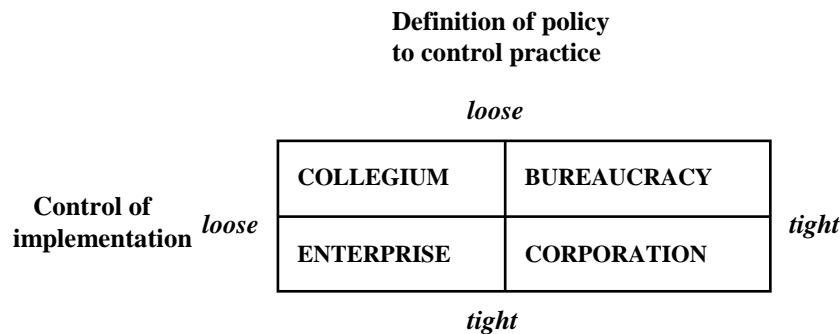 Definition of policy
to control practice
loose
COLLEGIUM BUREAUCRACY
Control of
implementation
loose
tight
ENTERPRISE CORPORATION
tight